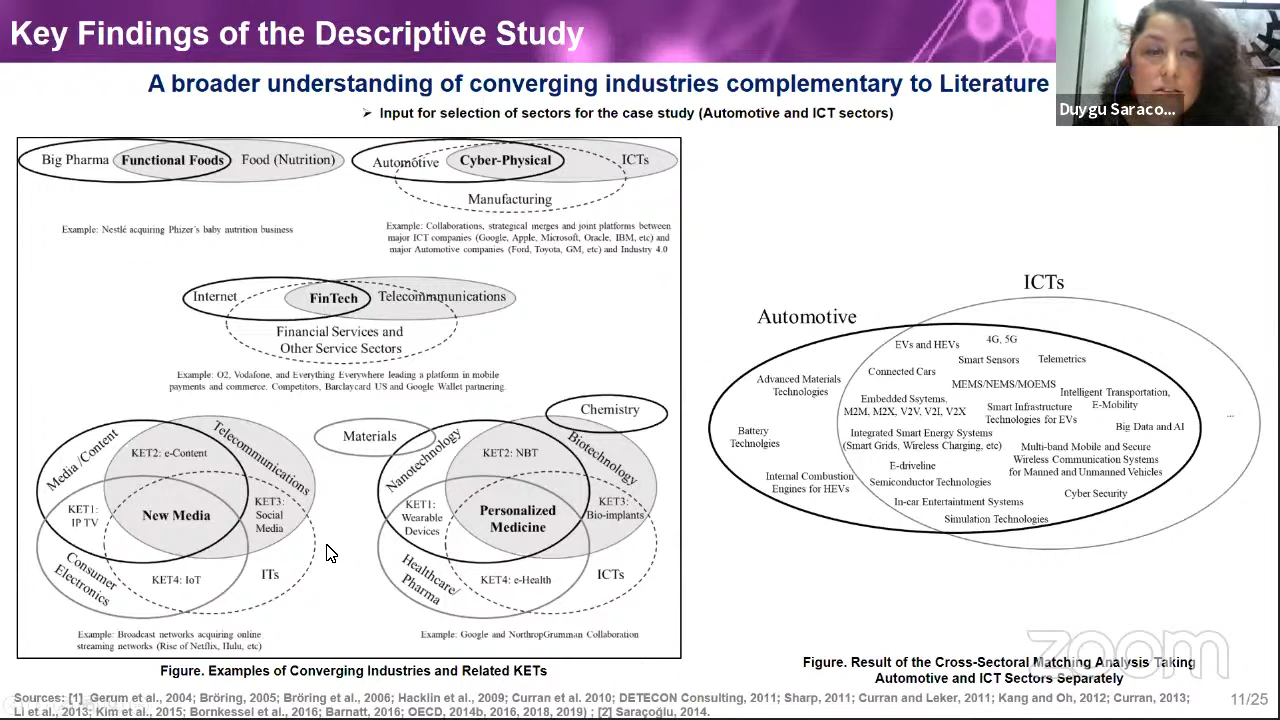 Key Findings of the Descriptive Study
A broader understanding of converging industries complementary to Literature
Duygu Saraco...
➢ Input for selection of sectors for the case study (Automotive and ICT sectors)
Big Pharma
Functional Foods
Food (Nutrition)
Example: Nestlé acquiring Phizer's baby nutrition business
Automotive
Cyber-Physical
ICTs
Manufacturing
Example: Collaborations, strategical merges and joint platforms between
major ICT companies (Google, Apple, Microsoft, Oracle, IBM, etc) and
major Automotive companies (Ford, Toyota, GM, etc) and Industry 4.0
Internet
FinTech
Telecommmunications
Financial Services and
Other Service Sectors
Example: O2, Vodafone, and Everything Everywhere leading a platform in mobile
payments and commerce. Competitors, Barclaycard US and Google Wallet partnering.
Media /Content
Telecommunications
KET2: e-Content
KET1:
IP TV
New Media
KET3:
Social
Media
Consumer
Electronics
KET4: IoT
ITs
Example: Broadcast networks acquiring online
streaming networks (Rise of Netflix, Hulu, etc)
Materials
Chemistry
Nanotechnology
Biotechnology
KET2: NBT
KET1:
Wearable
Devices
Personalized
Medicine
KET3:
Bio-implants
Healthcare/
Pharma
KET4: e-Health
ICTs
Example: Google and NorthropGrumman Collaboration
Figure. Examples of Converging Industries and Related KETs
ICTs
Automotive
EVs and HEVs
4G, 5G
Smart Sensors
Telemetrics
Connected Cars
Advanced Materials
Technologies
MEMS/NEMS/MOEMS
Intelligent Transportation,
E-Mobility
Embedded Ssytems,
M2M, M2X, V2V, V2I, V2X
Smart Infrastructure
Technologies for EVs
...
Big Data and AI
Battery
Technolgies
Integrated Smart Energy Systems
(Smart Grids, Wireless Charging, etc)
Multi-band Mobile and Secure
Wireless Communication Systems
for Manned and Unmanned Vehicles
E-driveline
Internal Combustion
Engines for HEVs
Semiconductor Technologies
Cyber Security
In-car Entertaintment Systems
Simulation Technologies
zoom
Figure. Result of the Cross-Sectoral Matching Analysis Taking
Automotive and ICT Sectors Separately
Sources: [1] Gerum et al., 2004; Bröring, 2005; Bröring et al., 2006; Hacklin et al., 2009; Curran et al. 2010; DETECON Consulting, 2011; Sharp, 2011; Curran and Leker, 2011; Kang and Oh, 2012; Curran, 2013;
Li et al., 2013; Kim et al., 2015; Bornkessel et al., 2016; Barnatt, 2016; OECD, 2014b, 2016, 2018, 2019) ; [2] Saraçoğlu, 2014.
11/25